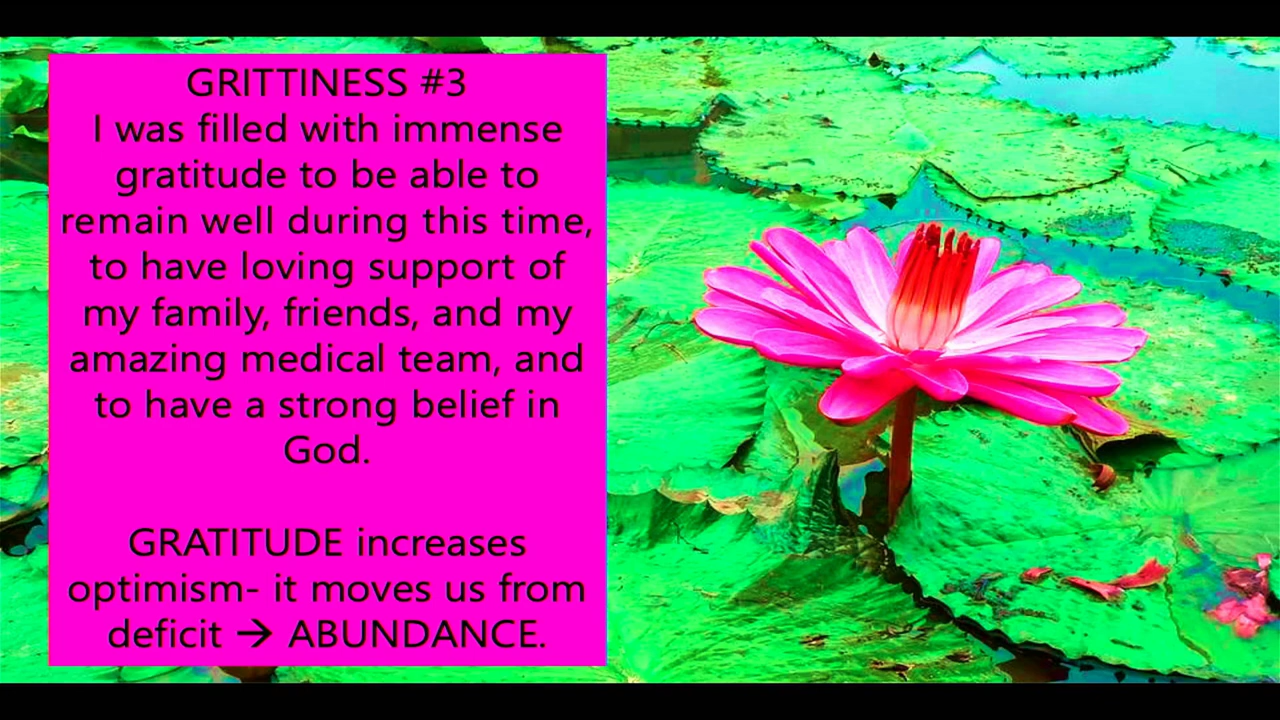 GRITTINESS #3
I was filled with immense
gratitude to be able to
remain well during this time,
to have loving support of
my family, friends, and my
amazing medical team, and
to have a strong belief in
God.
GRATITUDE increases
optimism- it moves us from
deficit → ABUNDANCE.